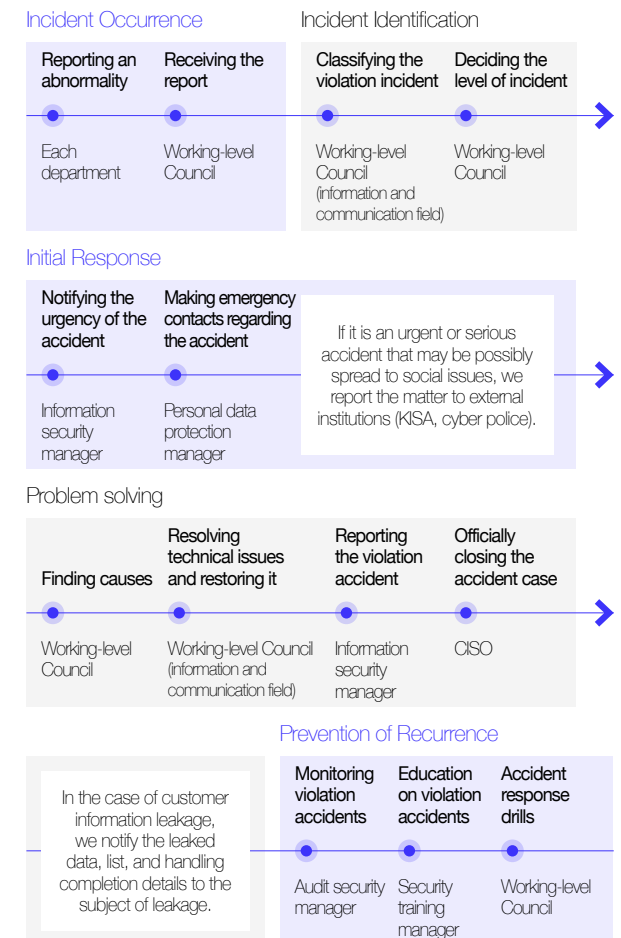 Incident Occurrence
Incident Identification
Reporting an
abnormality
Receiving the
report
Classifying the
violation incident
Deciding the
level of incident
Each
department
Working-level
Council
Working-level
Council
(information and
communication field)
Working-level
Council
Initial Response
Notifying the
urgency of the
accident
Making emergency
contacts regarding
the accident
If it is an urgent or serious
accident that may be possibly
spread to social issues, we
report the matter to external
institutions (KISA, cyber police).
Information
security
manager
Personal data
protection
manager
Problem solving
Finding causes
Resolving
technical issues
and restoring it
Reporting
the violation
accident
Officially
closing the
accident case
Working-level
Council
Working-level Council
(information and
communication field)
Information
security
manager
CISO
In the case of customer
information leakage,
we notify the leaked
data, list, and handling
completion details to the
subject of leakage.
Prevention of Recurrence
Monitoring
violation
accidents
Education
on violation
accidents
Accident
response
drills
Audit security
manager
Security
training
manager
Working-level
Council